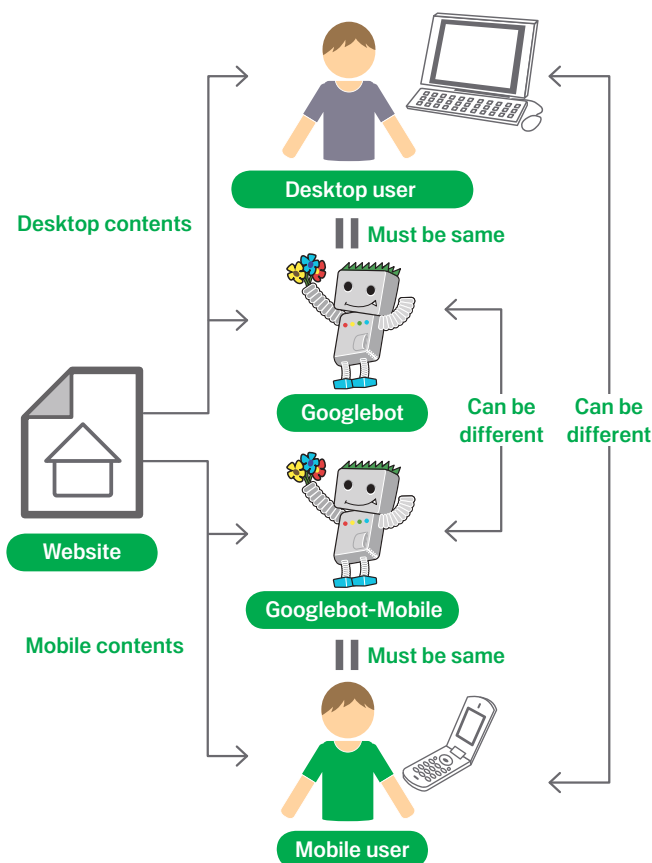 Desktop user
Desktop contents
Must be same
Googlebot
Can be
different
Can be
different
Website
Googlebot-Mobile
Mobile contents
Must be same
Mobile user